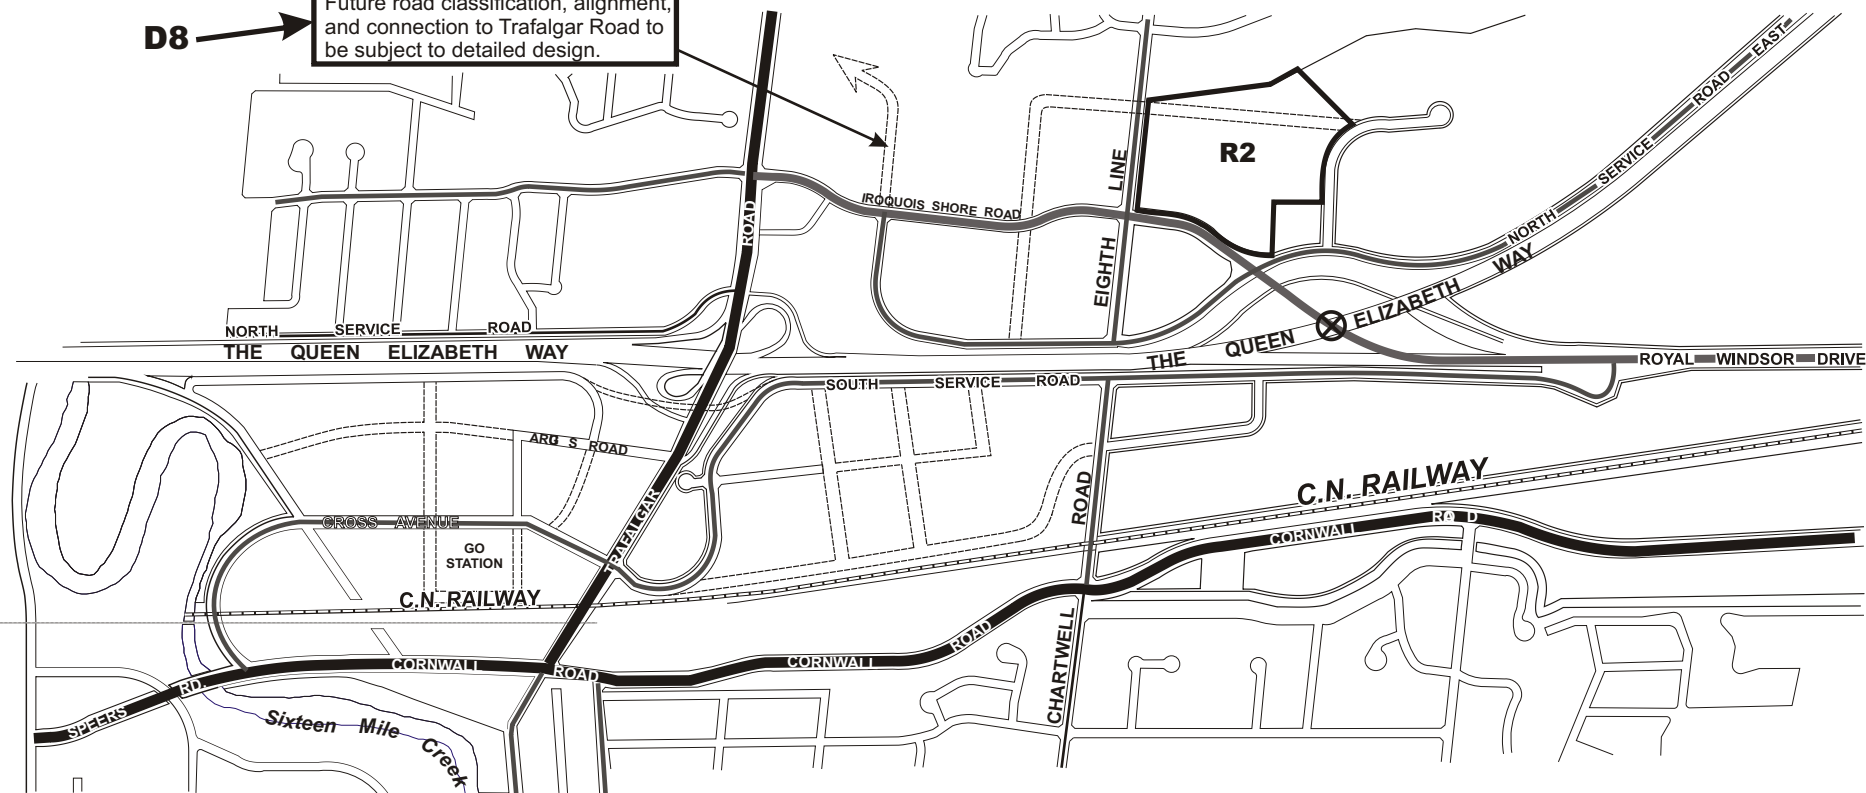 Future road classification, alignment,
and connection to Trafalgar Road to
be subject to detailed design.
D8
R2
LINE
EIGHTH
ROAD
IROQUOIS SHORE ROAD
NORTH SERVICE ROAD EAST
THE QUEEN ELIZABETH WAY
NORTH SERVICE ROAD
THE QUEEN ELIZABETH WAY
ROYAL WINDSOR DRIVE
SOUTH SERVICE ROAD
ARG S ROAD
TRAFALGAR
CROSS AVENUE
GO
STATION
C.N. RAILWAY
C.N. RAILWAY
ROAD
CHARTWELL
CORNWALL
ROAD
CORNWALL
ROAD
CORNWALL
ROAD
SPEERS
RD.
Sixteen Mile
Creek